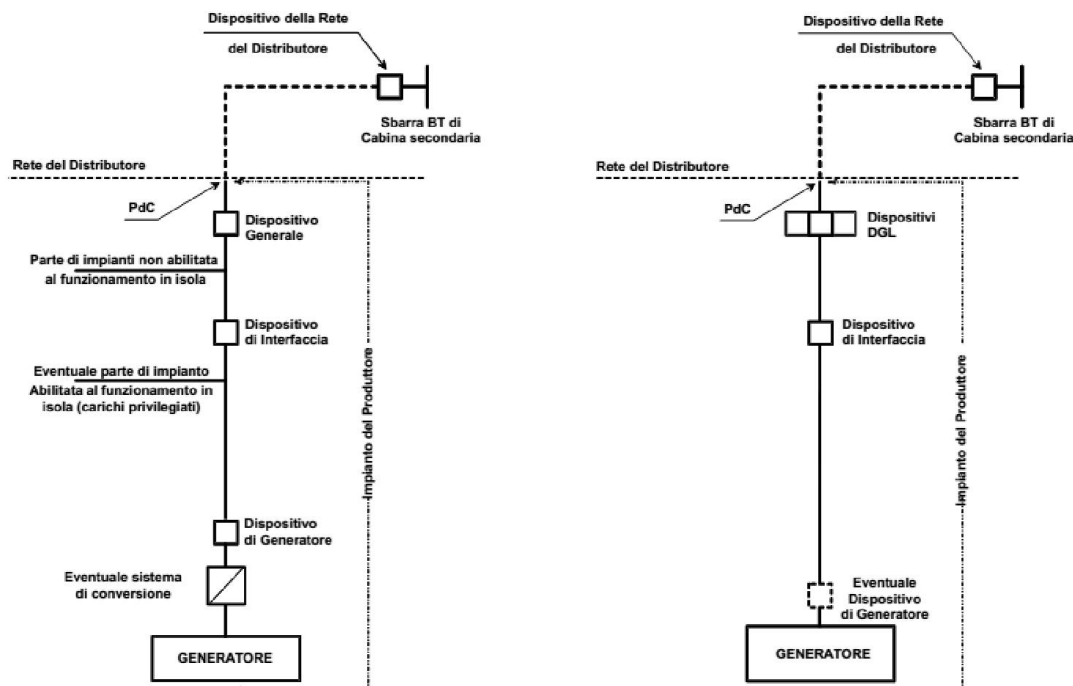 Dispositivo della Rete
del Distributore
Sbarra BT di
Cabina secondaria
Rete del Distributore
PdC
Dispositivo
Generale
Parte di impianti non abilitata
al funzionamento in isola
Dispositivo
di Interfaccia
Eventuale parte di impianto
Abilitata al funzionamento in
isola (carichi privilegiati)
Impianto del Produttore
Dispositivo
di Generatore
Eventuale sistema
di conversione
GENERATORE
Dispositivo della Rete
del Distributore
Sbarra BT di
Cabina secondaria
Rete del Distributore
PdC
Dispositivi
DGL
Dispositivo
di Interfaccia
Impianto del Produttore
Eventuale
Dispositivo
di Generatore
GENERATORE